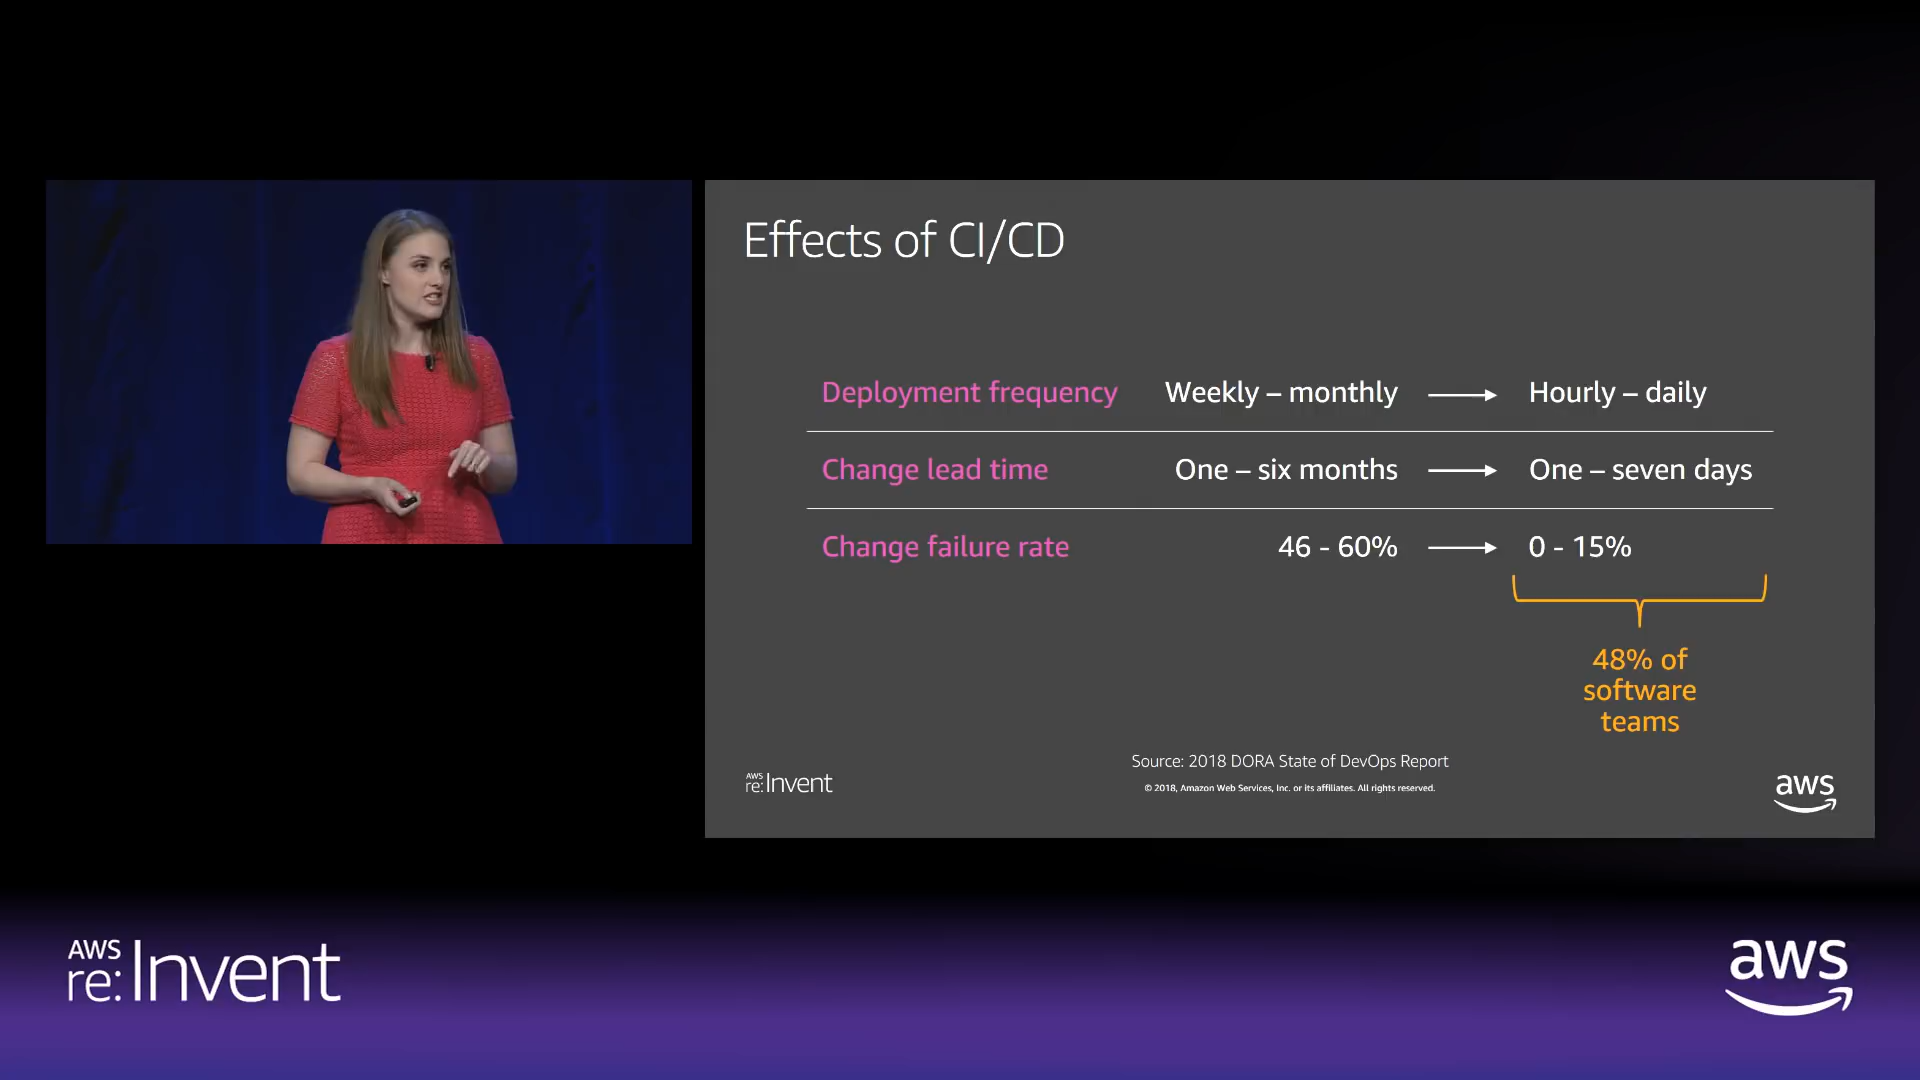 Effects of CI/CD
Deployment frequency Weekly – monthly Hourly – daily
Change lead time One – six months One – seven days
Change failure rate 46 - 60% 0 - 15%
48% of
software
teams
Source: 2018 DORA State of DevOps Report
© 2018, Amazon Web Services, Inc. or its affiliates. All rights reserved.
AWS
re:Invent
aws
AWS
re:Invent
aws